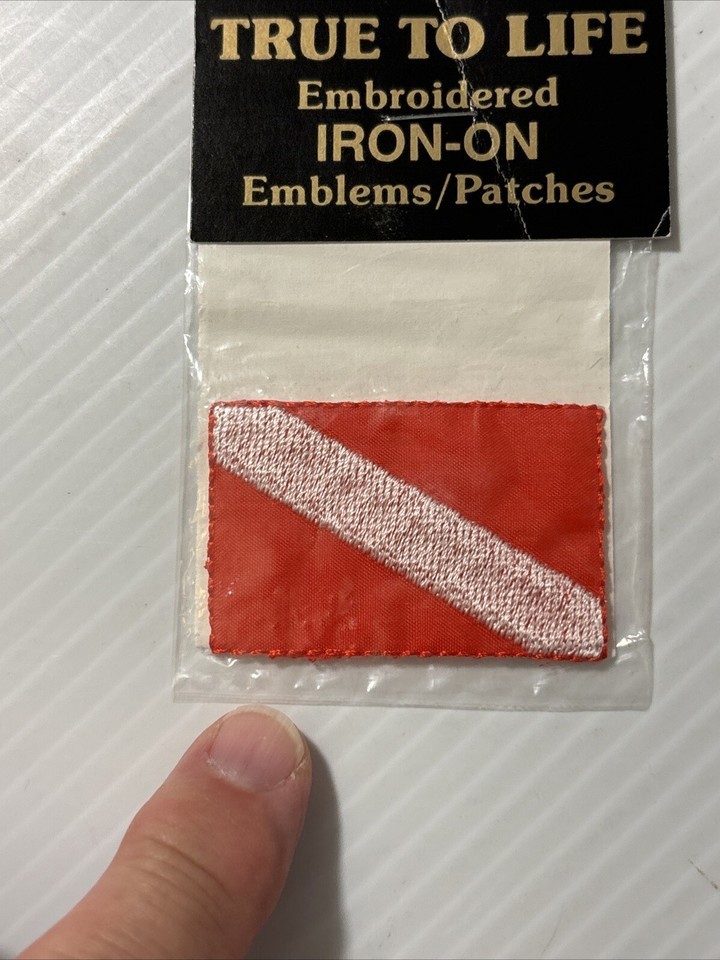 TRUE TO LIFE
Embroidered
IRON-ON
Emblems/Patches